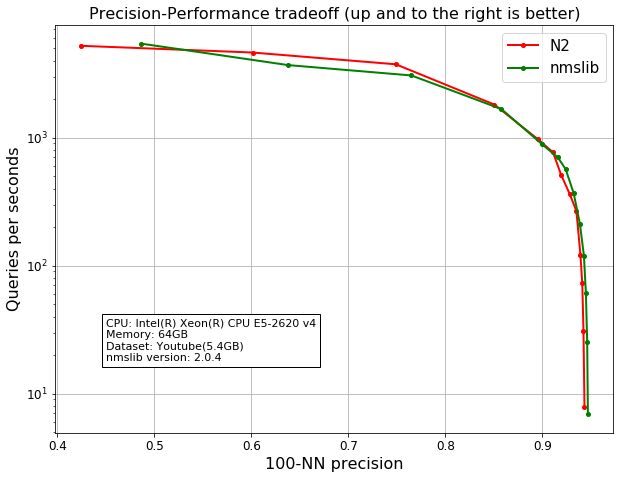 Precision-Performance tradeoff (up and to the right is better)
N2
nmslib
Queries per seconds
10³
10²
10¹
CPU: Intel(R) Xeon(R) CPU E5-2620 v4
Memory: 64GB
Dataset: Youtube(5.4GB)
nmslib version: 2.0.4
0.4 0.5 0.6 0.7 0.8 0.9
100-NN precision